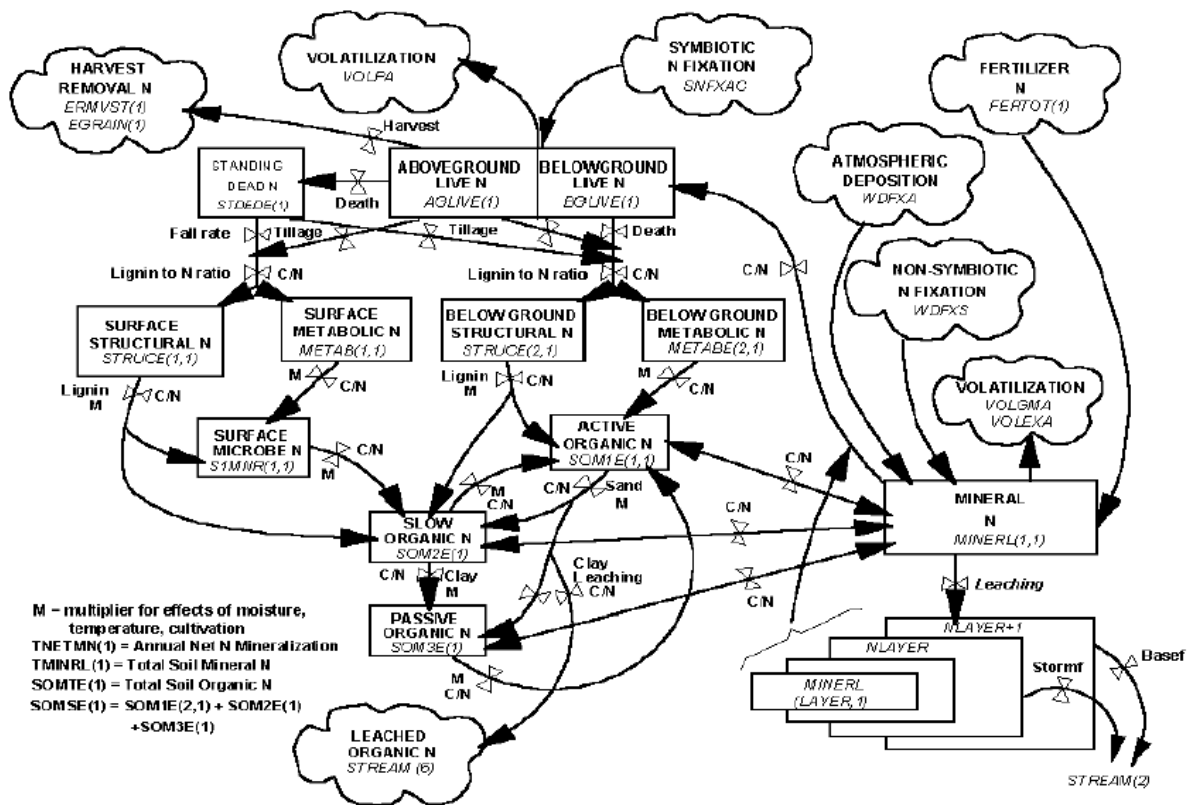 VOLATILIZATION
VOLPA
SYMBIOTIC
N FIXATION
SNFXAC
HARVEST
REMOVAL N
ERMVST(1)
EGRAIN(1)
FERTILIZER
N
FERTOT(1)
Harvest
STANDING
DEAD N
STDEDE(1)
Death
ABOVEGROUND
LIVE N
AGLIVE(1)
BELOWGROUND
LIVE N
BGLIVE(1)
ATMOSPHERIC
DEPOSITION
WDFXA
Fall rate
Tillage
Tillage
Death
Lignin to N ratio
C/N
Lignin to N ratio
C/N
C/N
NON-SYMBIOTIC
N FIXATION
WDFXS
SURFACE
STRUCTURAL N
STRUCE(1,1)
SURFACE
METABOLIC N
METAB(1,1)
BELOWGROUND
STRUCTURAL N
STRUCE(2,1)
BELOWGROUND
METABOLIC N
METABE(2,1)
Lignin
M
C/N
M
C/N
Lignin
M
C/N
M
C/N
VOLATILIZATION
VOLGMA
VOLEXA
SURFACE
MICROBE N
S1MNR(1,1)
C/N
M
ACTIVE
ORGANIC N
SOM1E(1,1)
C/N
M
C/N
C/N
Sand
M
SLOW
ORGANIC N
SOM2E(1)
C/N
MINERAL
N
MINERL(1,1)
C/N
Clay
M
Clay
Leaching
C/N
C/N
Leaching
PASSIVE
ORGANIC N
SOM3E(1)
M
C/N
M – multiplier for effects of moisture,
temperature, cultivation
TNETMN(1) = Annual Net N Mineralization
TMINRL(1) = Total Soil Mineral N
SOMTE(1) = Total Soil Organic N
SOMSE(1) = SOM1E(2,1) + SOM2E(1)
+SOM3E(1)
NLAYER+1
NLAYER
MINERL
(LAYER,1)
Stormf
Basef
LEACHED
ORGANIC N
STREAM (6)
STREAM(2)